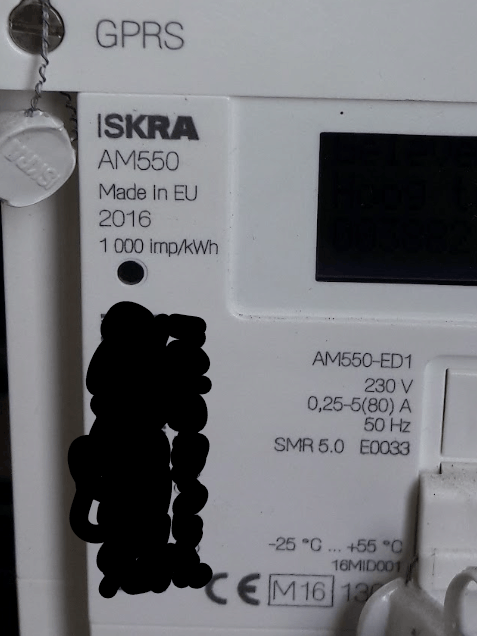 GPRS
ISKRA
AM550
Made in EU
2016
1 000 imp/kWh
ISKRA
AM550-ED1
230 V
0,25-5(80) A
50 Hz
SMR 5.0 E0033
-25 °C ... +55 °C
16MID001
CE M16